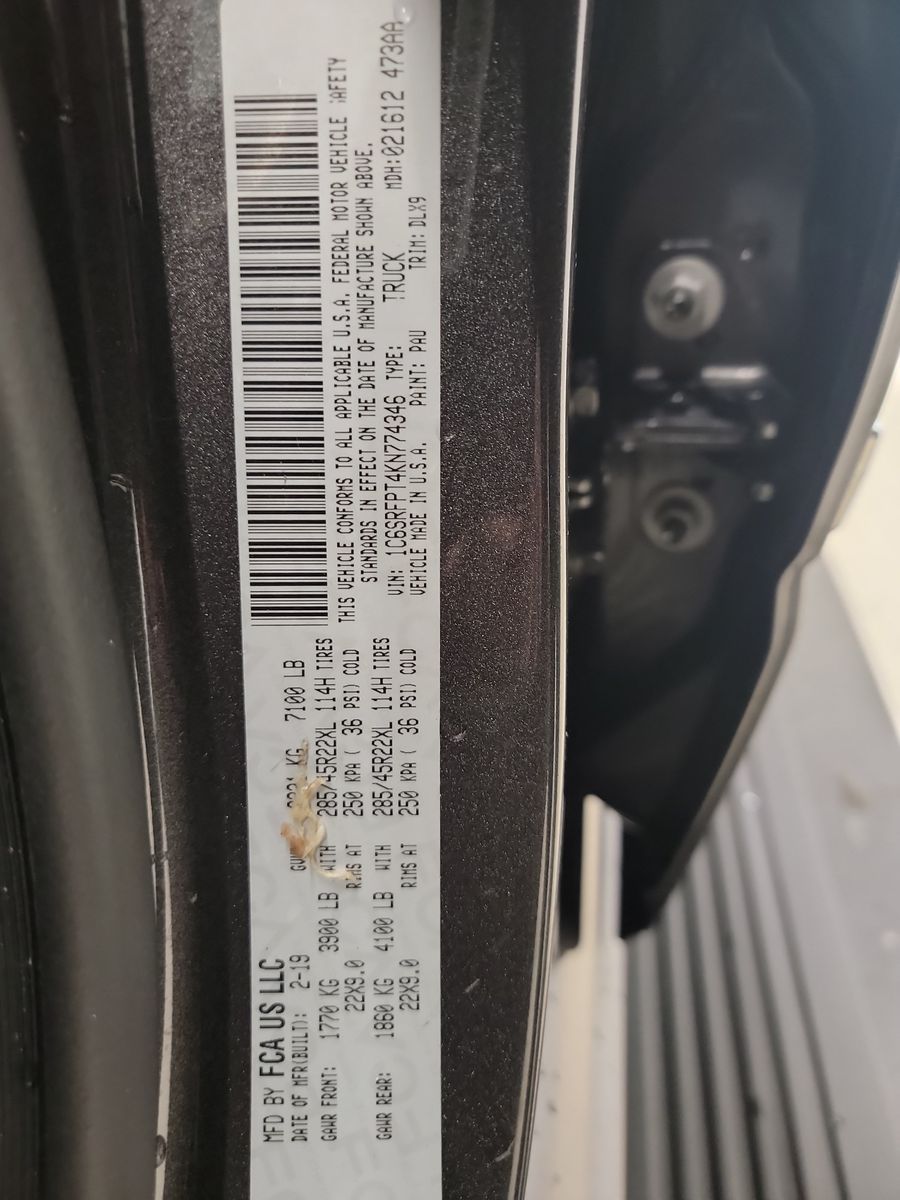 MFD BY FCA US LLC
DATE OF MFR(BUILT): 2-19 KG 7100 LB
GAWR FRONT: 1770 KG 3900 LB WITH 285/45R22XL 114H TIRES
22X9.0 RIMS AT 250 KPA ( 36 PSI) COLD
GAWR REAR: 1860 KG 4100 LB WITH 285/45R22XL 114H TIRES
22X9.0 RIMS AT 250 KPA ( 36 PSI) COLD
THIS VEHICLE CONFORMS TO ALL APPLICABLE U.S.A. FEDERAL MOTOR VEHICLE SAFETY
STANDARDS IN EFFECT ON THE DATE OF MANUFACTURE SHOWN ABOVE.
VIN: 1C6SRFPT4KN774346 TYPE: TRUCK MDH:021612 473AA
VEHICLE MADE IN U.S.A. PAINT: PAU TRIM: DLX9